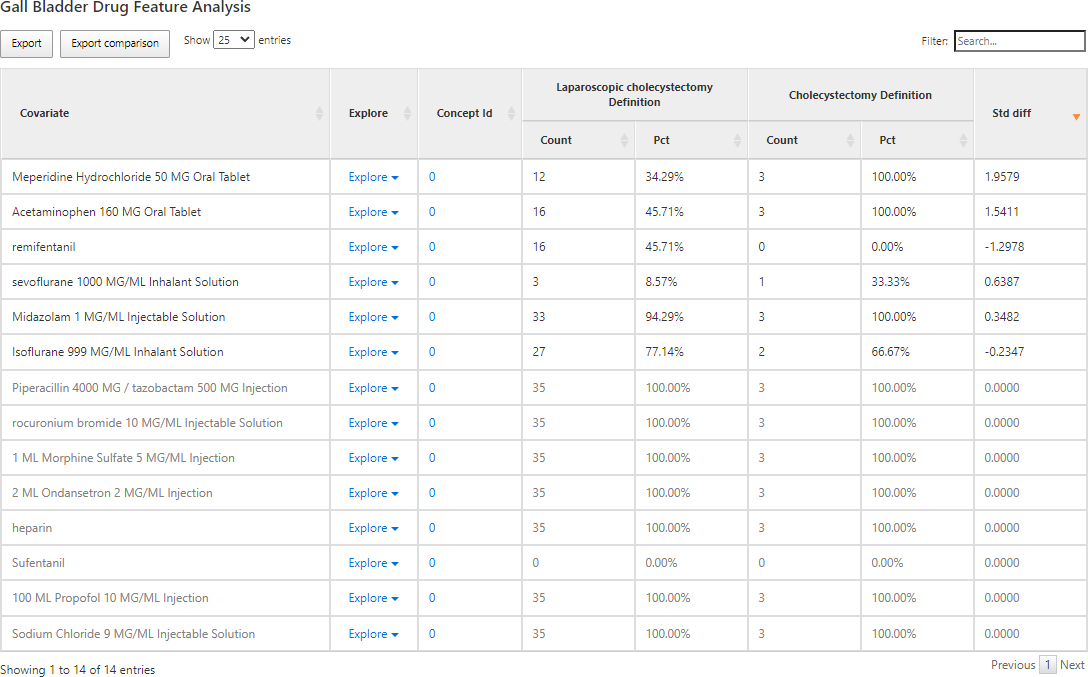 Gall Bladder Drug Feature Analysis
Export Export comparison Show 25 entries Filter: Search...
Laparoscopic cholecystectomy Definition Cholecystectomy Definition
Covariate Explore Concept Id Std diff
Count Pct Count Pct
Meperidine Hydrochloride 50 MG Oral Tablet Explore 0 12 34.29% 3 100.00% 1.9579
Acetaminophen 160 MG Oral Tablet Explore 0 16 45.71% 3 100.00% 1.5411
remifentanil Explore 0 16 45.71% 0 0.00% -1.2978
sevoflurane 1000 MG/ML Inhalant Solution Explore 0 3 8.57% 1 33.33% 0.6387
Midazolam 1 MG/ML Injectable Solution Explore 0 33 94.29% 3 100.00% 0.3482
Isoflurane 999 MG/ML Inhalant Solution Explore 0 27 77.14% 2 66.67% -0.2347
Piperacillin 4000 MG / tazobactam 500 MG Injection Explore 0 35 100.00% 3 100.00% 0.0000
rocuronium bromide 10 MG/ML Injectable Solution Explore 0 35 100.00% 3 100.00% 0.0000
1 ML Morphine Sulfate 5 MG/ML Injection Explore 0 35 100.00% 3 100.00% 0.0000
2 ML Ondansetron 2 MG/ML Injection Explore 0 35 100.00% 3 100.00% 0.0000
heparin Explore 0 35 100.00% 3 100.00% 0.0000
Sufentanil Explore 0 0 0.00% 0 0.00% 0.0000
100 ML Propofol 10 MG/ML Injection Explore 0 35 100.00% 3 100.00% 0.0000
Sodium Chloride 9 MG/ML Injectable Solution Explore 0 35 100.00% 3 100.00% 0.0000
Showing 1 to 14 of 14 entries Previous 1 Next